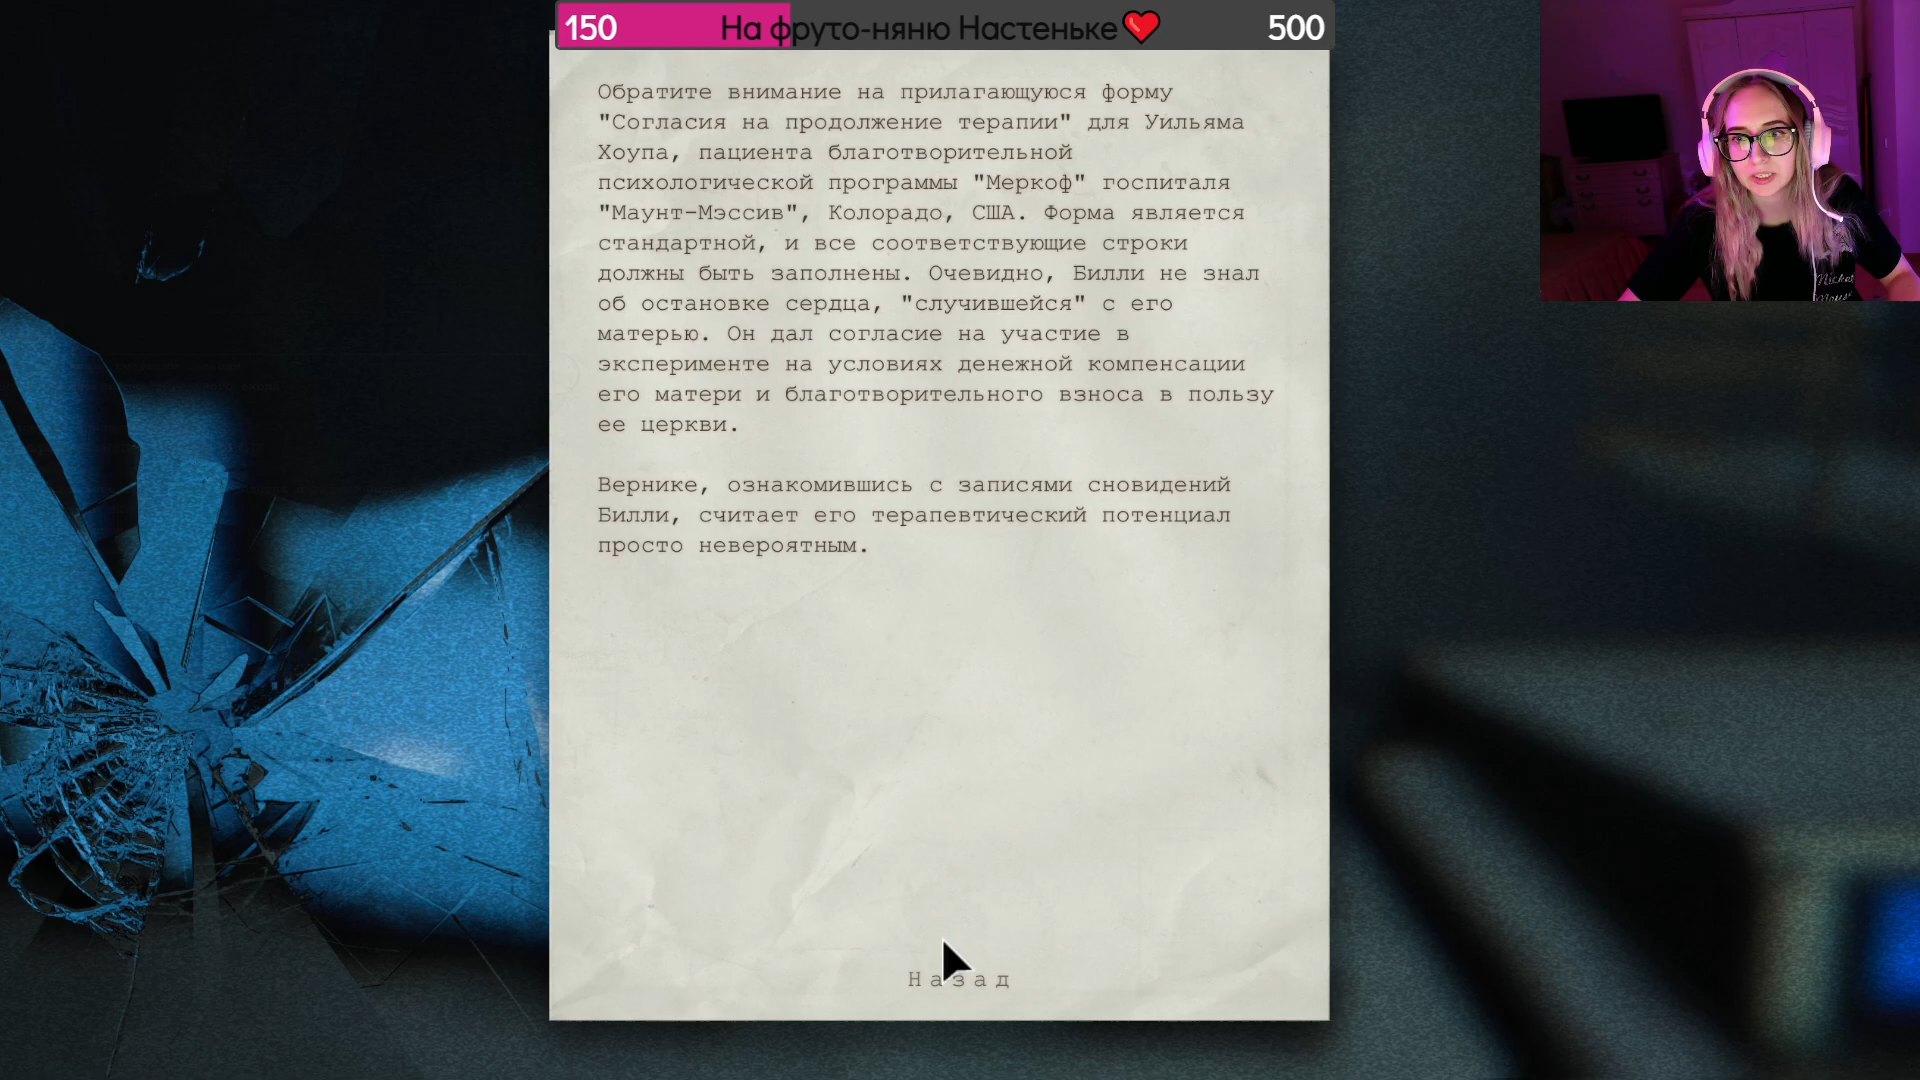 150 На фруто-няню Настеньке 500
Обратите внимание на прилагающуюся форму
"Согласия на продолжение терапии" для Уильяма
Хоупа, пациента благотворительной
психологической программы "Меркоф" госпиталя
"Маунт-Мэссив", Колорадо, США. Форма является
стандартной, и все соответствующие строки
должны быть заполнены. Очевидно, Билли не знал
об остановке сердца, "случившейся" с его
матерью. Он дал согласие на участие в
эксперименте на условиях денежной компенсации
его матери и благотворительного взноса в пользу
ее церкви.
Вернике, ознакомившись с записями сновидений
Билли, считает его терапевтический потенциал
просто невероятным.
Назад
Mickey
Mouse